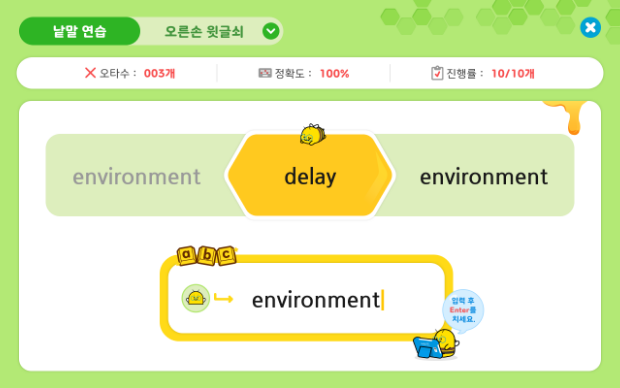 낱말 연습 오른손 윗글쇠
오타수 : 003개 정확도 : 100% 진행률 : 10/10개
environment delay environment
abc
environment
입력 후
Enter를
치세요.